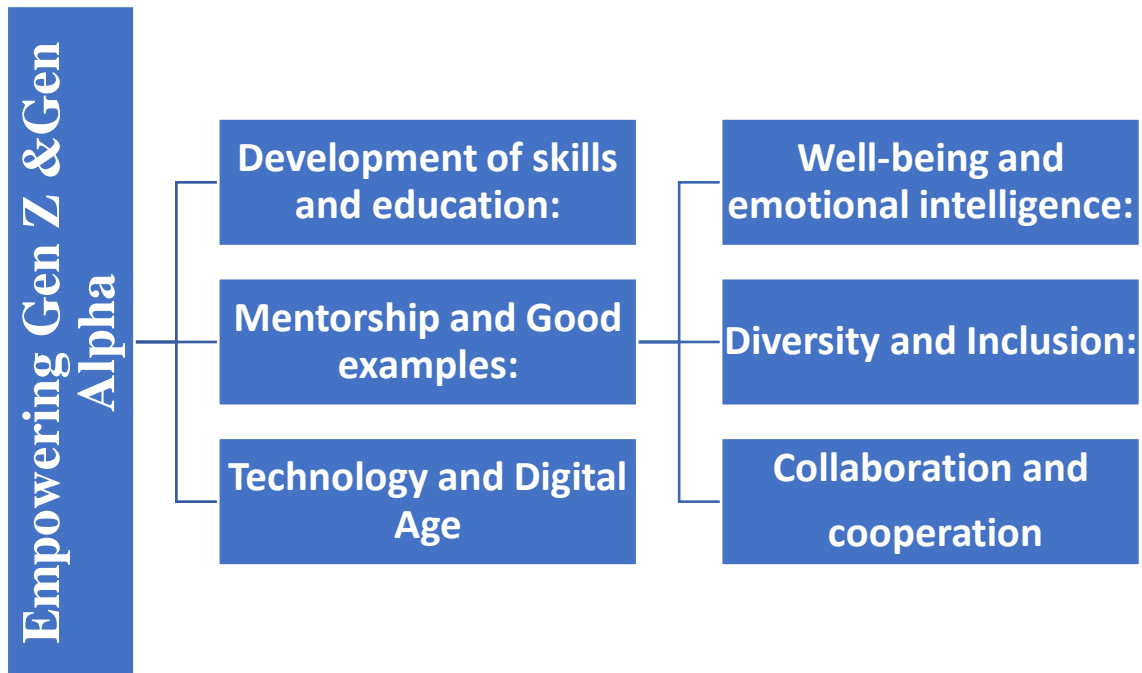 Empowering Gen Z &Gen
Alpha
Development of skills
and education:
Mentorship and Good
examples:
Technology and Digital
Age
Well-being and
emotional intelligence:
Diversity and Inclusion:
Collaboration and
cooperation